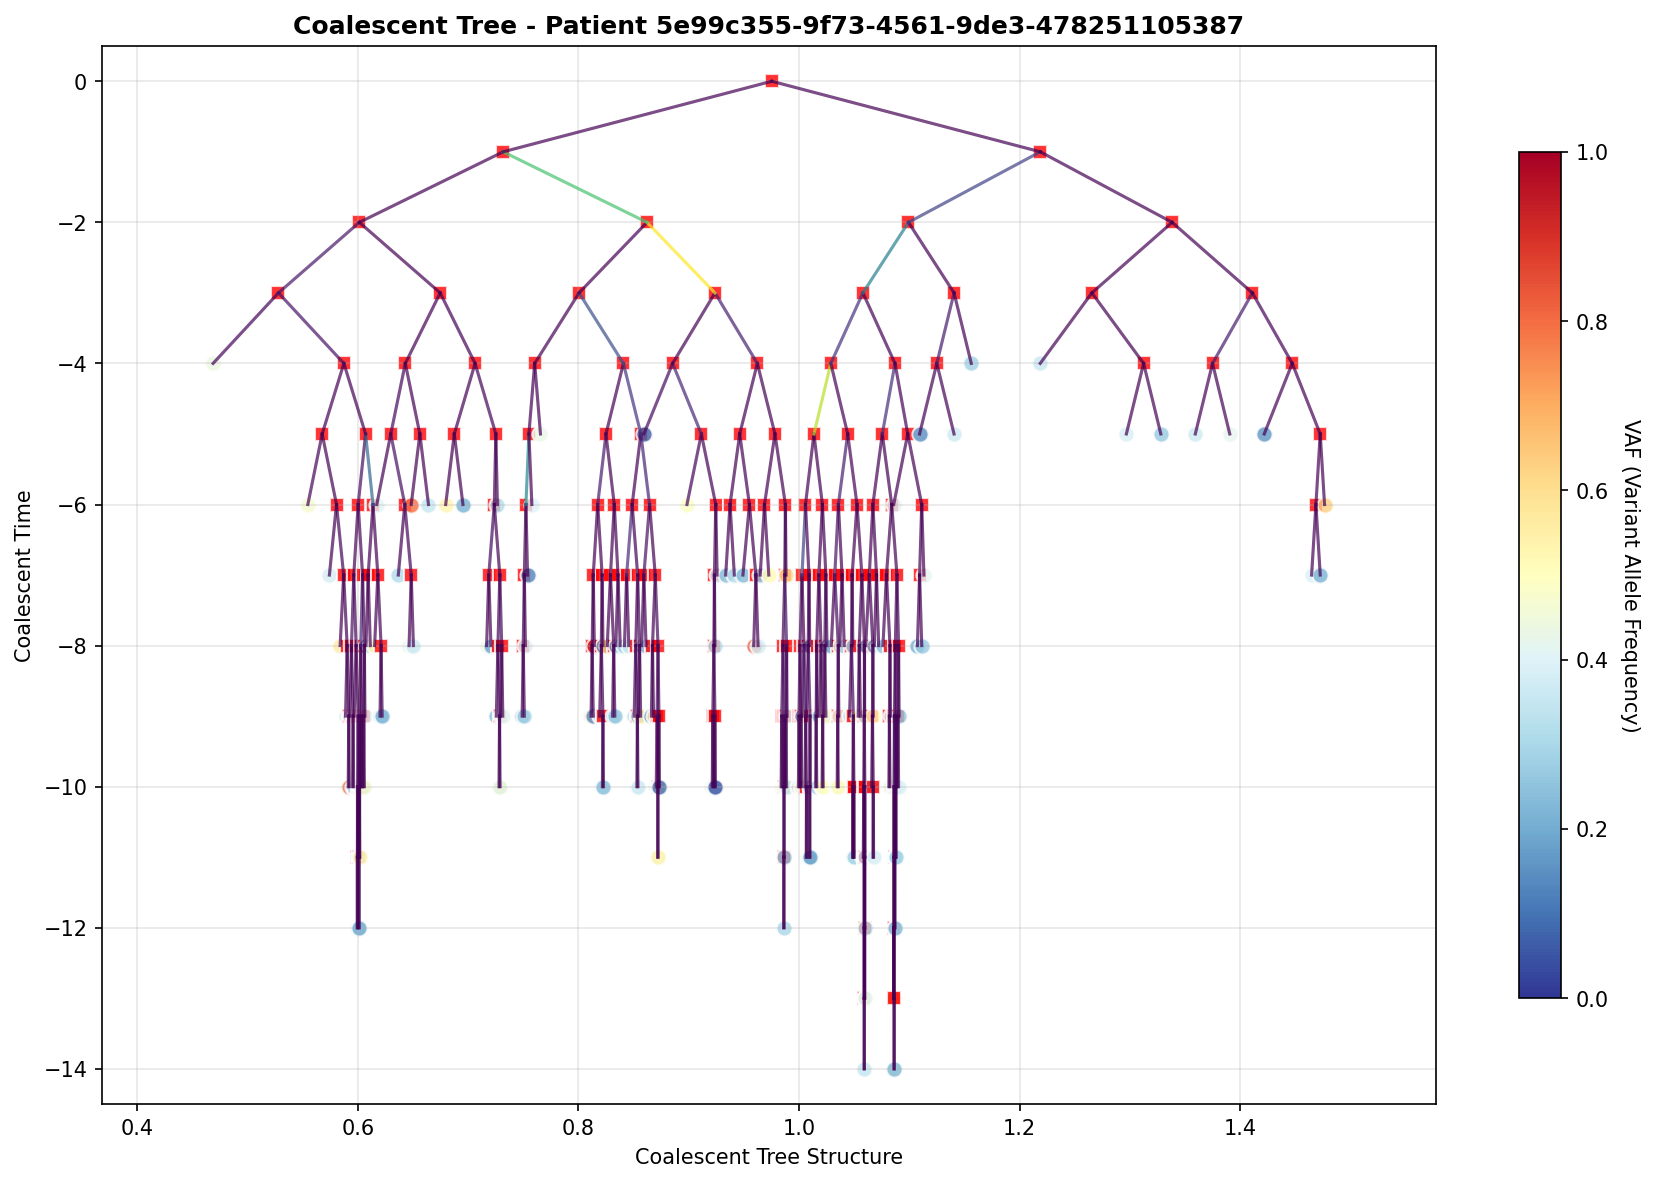 Coalescent Tree - Patient 5e99c355-9f73-4561-9de3-478251105387
0
−2
−4
−6
−8
−10
−12
−14
Coalescent Time
0.4 0.6 0.8 1.0 1.2 1.4
Coalescent Tree Structure
1.0
0.8
0.6
0.4
0.2
0.0
VAF (Variant Allele Frequency)